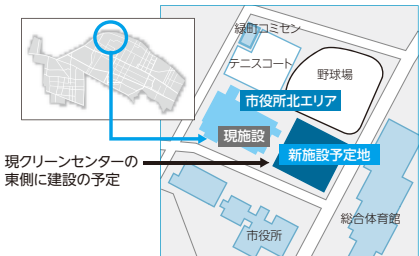 緑町コミセン
テニスコート
野球場
市役所北エリア
現施設
新施設予定地
現クリーンセンターの
東側に建設の予定
市役所
総合体育館